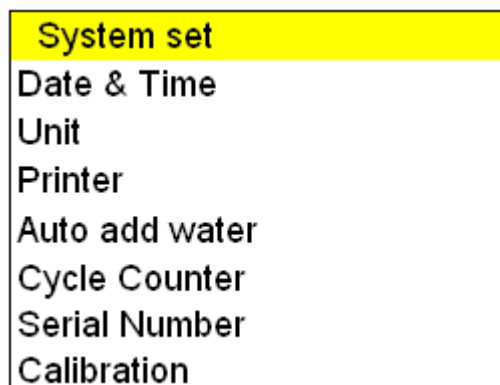 System set
Date & Time
Unit
Printer
Auto add water
Cycle Counter
Serial Number
Calibration